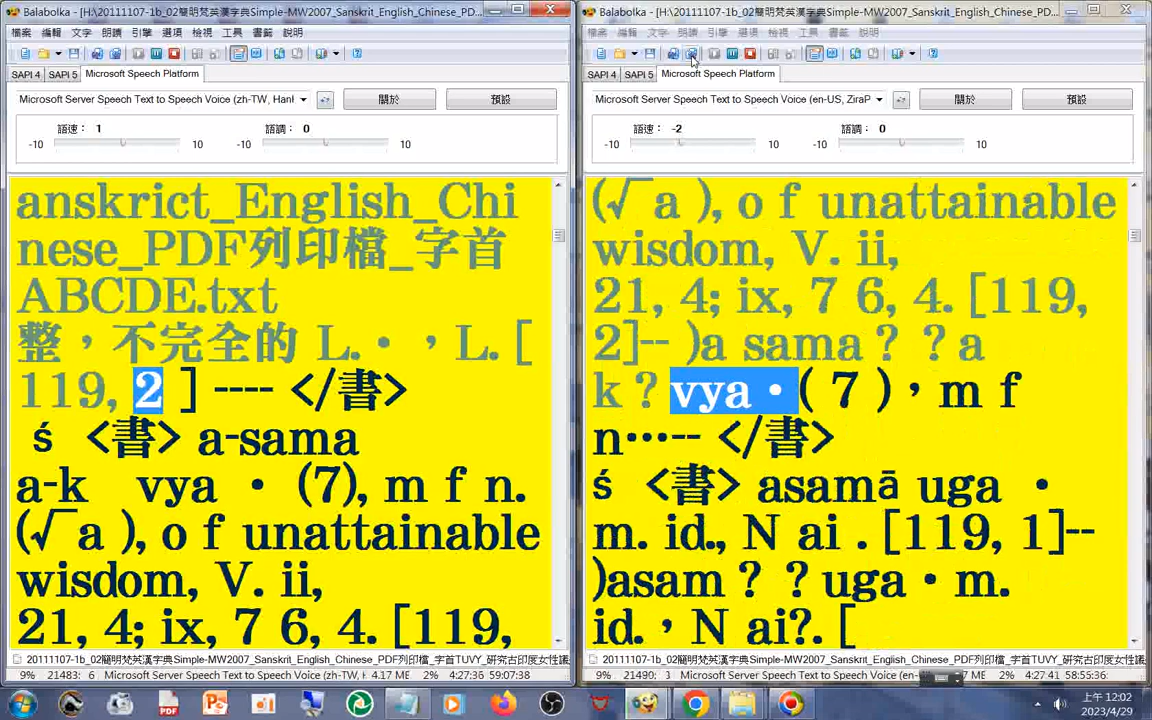 Balabolka - [H:\20111107-1b_02簡明梵英漢字典Simple-MW2007_Sanskrit_English_Chinese_PD...
檔案 編輯 文字 朗讀 引擎 選項 檢視 工具 書籤 說明
SAPI 4 SAPI 5 Microsoft Speech Platform
Microsoft Server Speech Text to Speech Voice (zh-TW, HanH 關於 預設
語速： 1 語調： 0
-10 10 -10 10
anskrict_English_Chi
nese_PDF列印檔_字首
ABCDE.txt
整，不完全的 L.•，L. [
119, 2 ] ---- </書>
ś <書> a-sama
a-k vya • (7), m f n.
(√ a ), o f unattainable
wisdom, V. ii,
21, 4; ix, 7 6, 4. [119,
20111107-1b_02簡明梵英漢字典Simple-MW2007_Sanskrit_English_Chinese_PDF列印檔_字首TUVY_研究古印度女性議
9% 21483: 6 Microsoft Server Speech Text to Speech Voice (zh-TW, H 4.17 ME 2% 4:27:36 59:07:38
Balabolka - [H:\20111107-1b_02簡明梵英漢字典Simple-MW2007_Sanskrit_English_Chinese_PD...
檔案 編輯 文字 朗讀 引擎 選項 檢視 工具 書籤 說明
SAPI 4 SAPI 5 Microsoft Speech Platform
Microsoft Server Speech Text to Speech Voice (en-US, ZiraP 關於 預設
語速： -2 語調： 0
-10 10 -10 10
(√ a ), o f unattainable
wisdom, V. ii,
21, 4; ix, 7 6, 4. [119,
2]-- )a sama ? ? a
k ? vya •( 7 )，m f
n•••-- </書>
ś <書> asamā uga •
m. id., N ai . [119, 1]--
)asam ? ? uga • m.
id.，N ai?. [
20111107-1b_02簡明梵英漢字典Simple-MW2007_Sanskrit_English_Chinese_PDF列印檔_字首TUVY_研究古印度女性議
9% 21490: Microsoft Server Speech Text to Speech Voice (en- 4.17 ME 2% 4:27:41 58:55:36
上午 12:02
2023/4/29